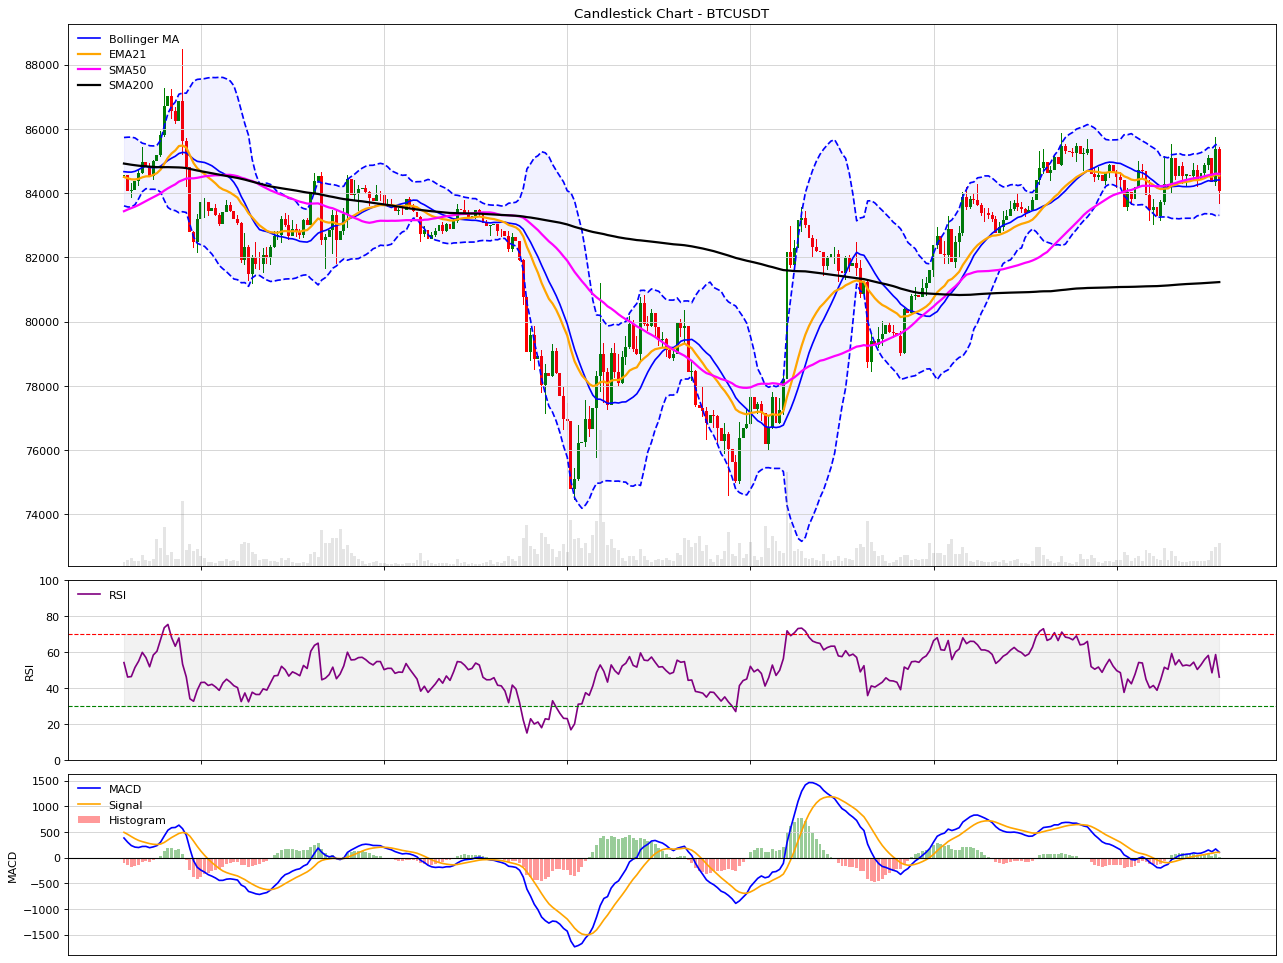 Candlestick Chart - BTCUSDT
Bollinger MA
EMA21
SMA50
SMA200
88000
86000
84000
82000
80000
78000
76000
74000
RSI
100
80
60
40
20
0
RSI
MACD
Signal
Histogram
1500
1000
500
0
−500
−1000
−1500
MACD